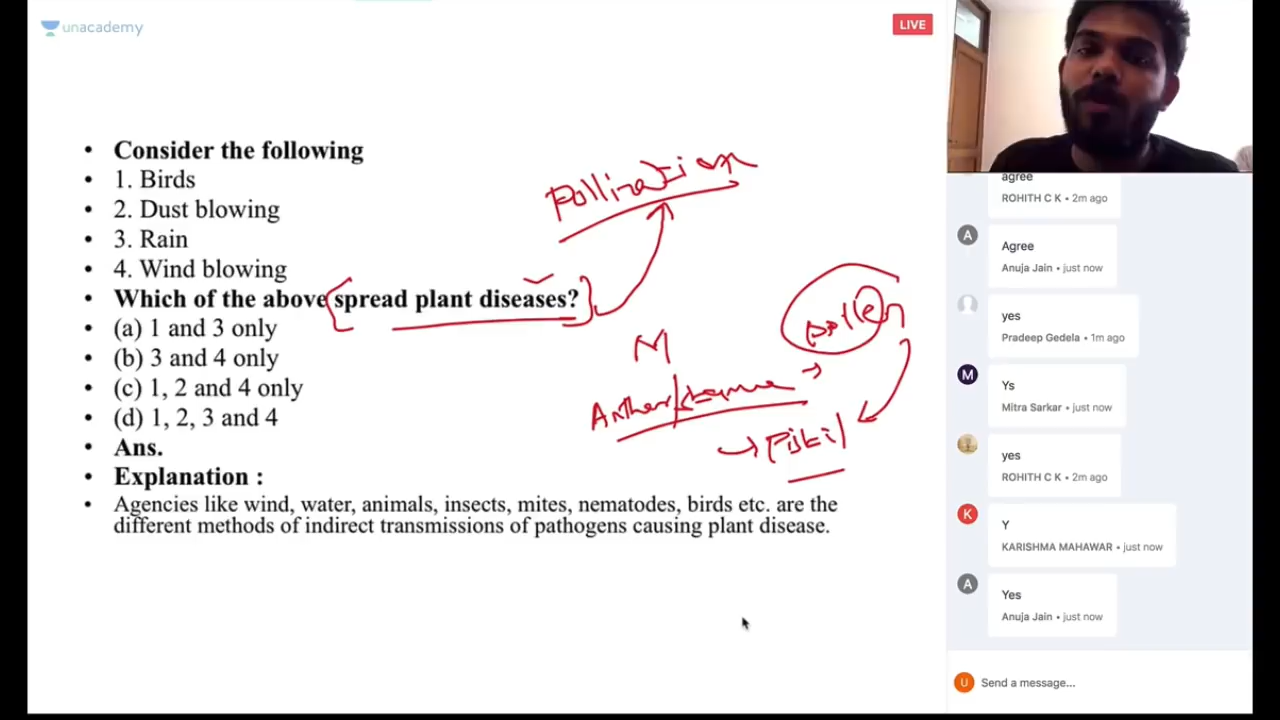 unacademy
LIVE
Consider the following
1. Birds
2. Dust blowing
3. Rain
4. Wind blowing
Which of the above spread plant diseases?
(a) 1 and 3 only
(b) 3 and 4 only
(c) 1, 2 and 4 only
(d) 1, 2, 3 and 4
Ans.
Explanation :
Agencies like wind, water, animals, insects, mites, nematodes, birds etc. are the
different methods of indirect transmissions of pathogens causing plant disease.
Pollination
pollen
M
Anther/
Pistil
agree
ROHITH C K • 2m ago
A
Agree
Anuja Jain • just now
yes
Pradeep Gedela • 1m ago
M
Ys
Mitra Sarkar • just now
yes
ROHITH C K • 2m ago
K
Y
KARISHMA MAHAWAR • just now
A
Yes
Anuja Jain • just now
U
Send a message...